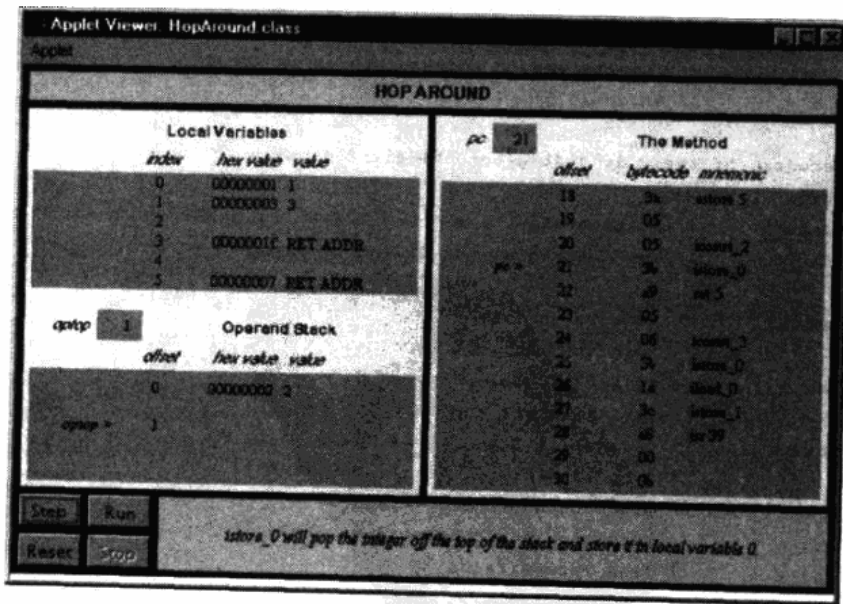 Applet Viewer: HopAround.class
Applet
HOP AROUND
Local Variables
index hex value value
0 00000001 1
1 00000003 3
2
3 0000001C RET ADDR
4
5 00000007 RET ADDR
optop 1 Operand Stack
offset hex value value
0 00000002 2
optop > 1
pc 21 The Method
offset bytecode mnemonic
18 3a astore 5
19 05
20 05 iconst_2
pc > 21 3b istore_0
22 a9 ret 5
23 05
24 06 iconst_3
25 3b istore_0
26 1a iload_0
27 3c istore_1
28 a8 jsr 39
29 00
30 0b
Step Run
Reset Stop
istore_0 will pop the integer off the top of the stack and store it in local variable 0.